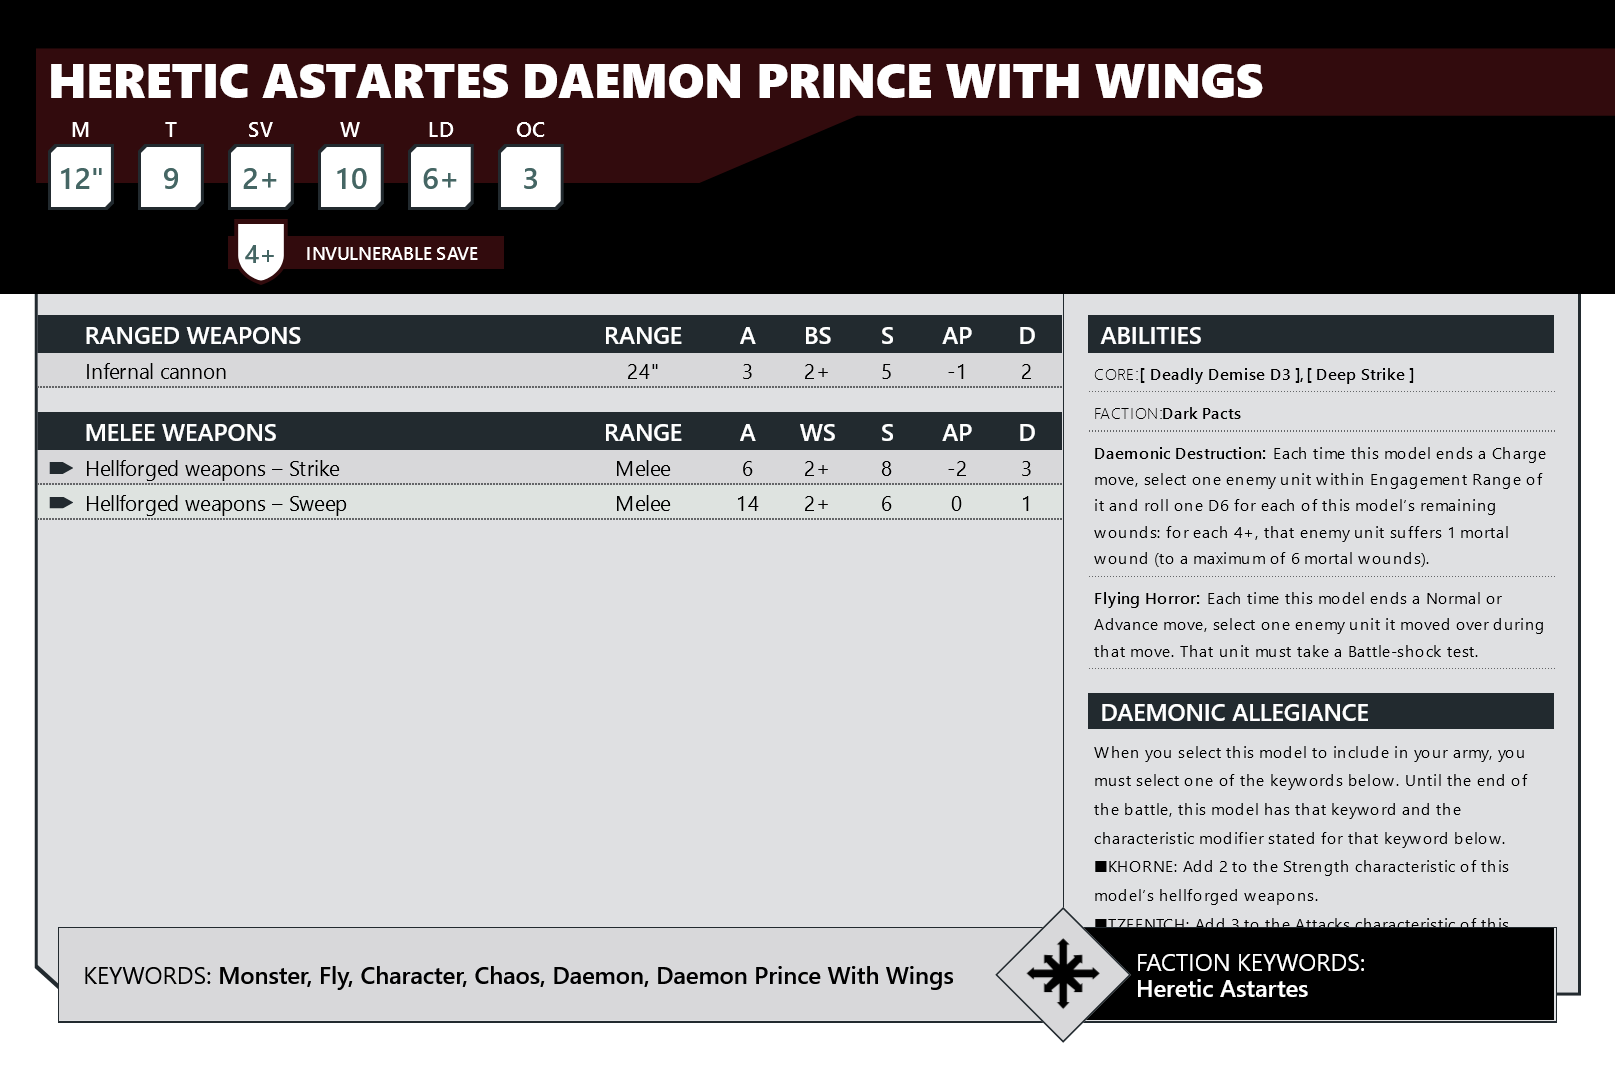 HERETIC ASTARTES DAEMON PRINCE WITH WINGS
M T SV W LD OC
12" 9 2+ 10 6+ 3
4+ INVULNERABLE SAVE
RANGED WEAPONS RANGE A BS S AP D
Infernal cannon 24" 3 2+ 5 -1 2
MELEE WEAPONS RANGE A WS S AP D
Hellforged weapons – Strike Melee 6 2+ 8 -2 3
Hellforged weapons – Sweep Melee 14 2+ 6 0 1
ABILITIES
CORE:[ Deadly Demise D3 ],[ Deep Strike ]
FACTION:Dark Pacts
Daemonic Destruction: Each time this model ends a Charge
move, select one enemy unit within Engagement Range of
it and roll one D6 for each of this model’s remaining
wounds: for each 4+, that enemy unit suffers 1 mortal
wound (to a maximum of 6 mortal wounds).
Flying Horror: Each time this model ends a Normal or
Advance move, select one enemy unit it moved over during
that move. That unit must take a Battle-shock test.
DAEMONIC ALLEGIANCE
When you select this model to include in your army, you
must select one of the keywords below. Until the end of
the battle, this model has that keyword and the
characteristic modifier stated for that keyword below.
■KHORNE: Add 2 to the Strength characteristic of this
model’s hellforged weapons.
■TZEENTCH: Add 3 to the Attacks characteristic of this
KEYWORDS: Monster, Fly, Character, Chaos, Daemon, Daemon Prince With Wings
FACTION KEYWORDS:
Heretic Astartes